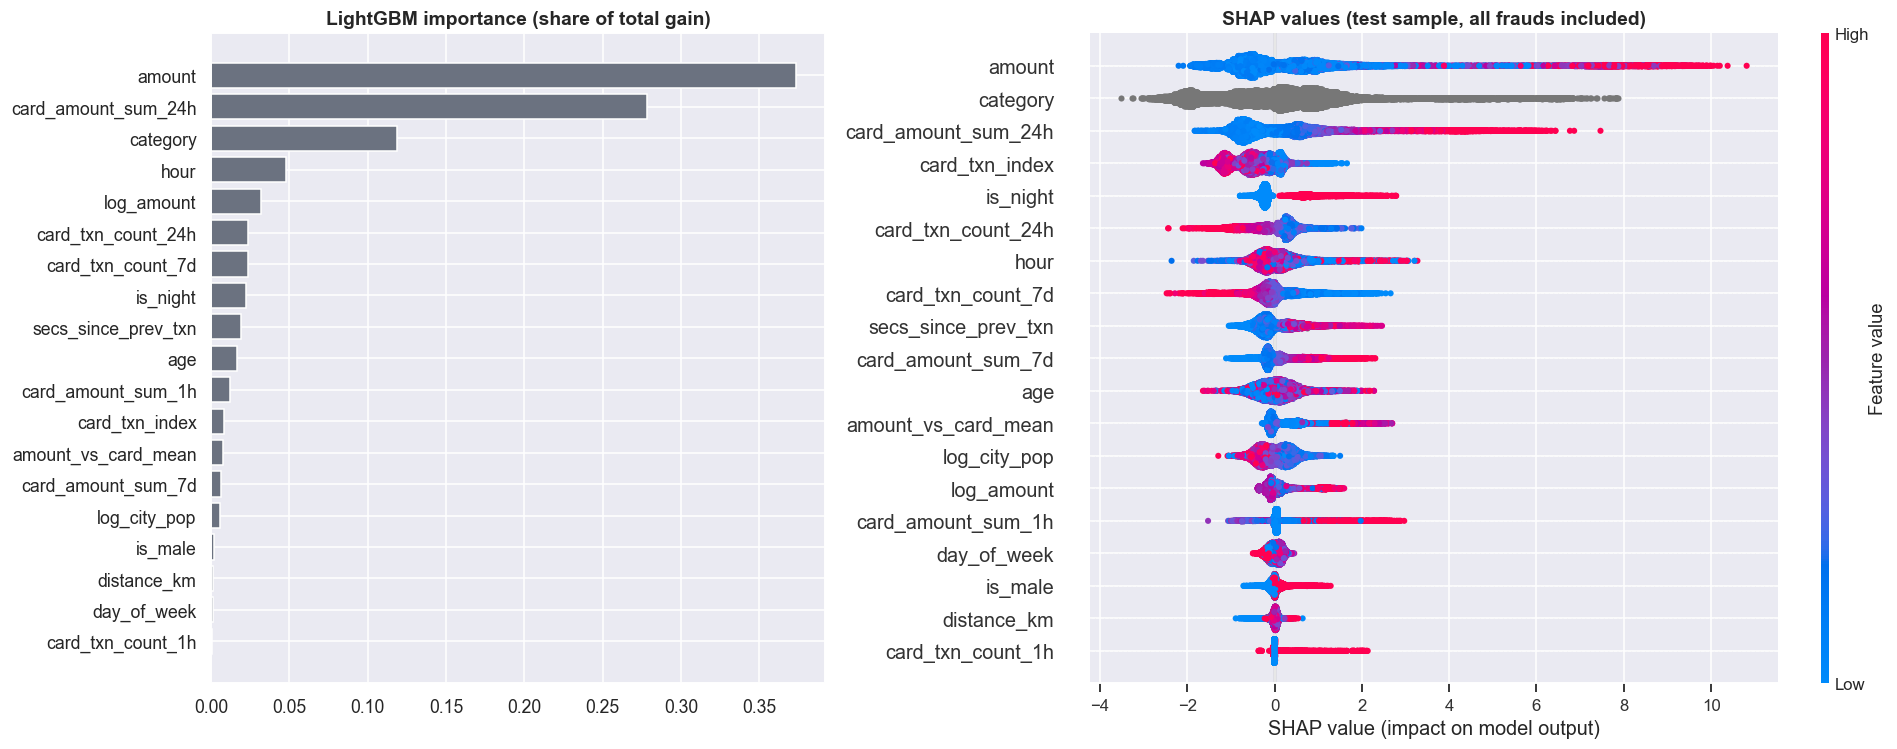 LightGBM importance (share of total gain)
amount
card_amount_sum_24h
category
hour
log_amount
card_txn_count_24h
card_txn_count_7d
is_night
secs_since_prev_txn
age
card_amount_sum_1h
card_txn_index
amount_vs_card_mean
card_amount_sum_7d
log_city_pop
is_male
distance_km
day_of_week
card_txn_count_1h
0.00 0.05 0.10 0.15 0.20 0.25 0.30 0.35
SHAP values (test sample, all frauds included)
amount
category
card_amount_sum_24h
card_txn_index
is_night
card_txn_count_24h
hour
card_txn_count_7d
secs_since_prev_txn
card_amount_sum_7d
age
amount_vs_card_mean
log_city_pop
log_amount
card_amount_sum_1h
day_of_week
is_male
distance_km
card_txn_count_1h
−4 −2 0 2 4 6 8 10
SHAP value (impact on model output)
High
Feature value
Low